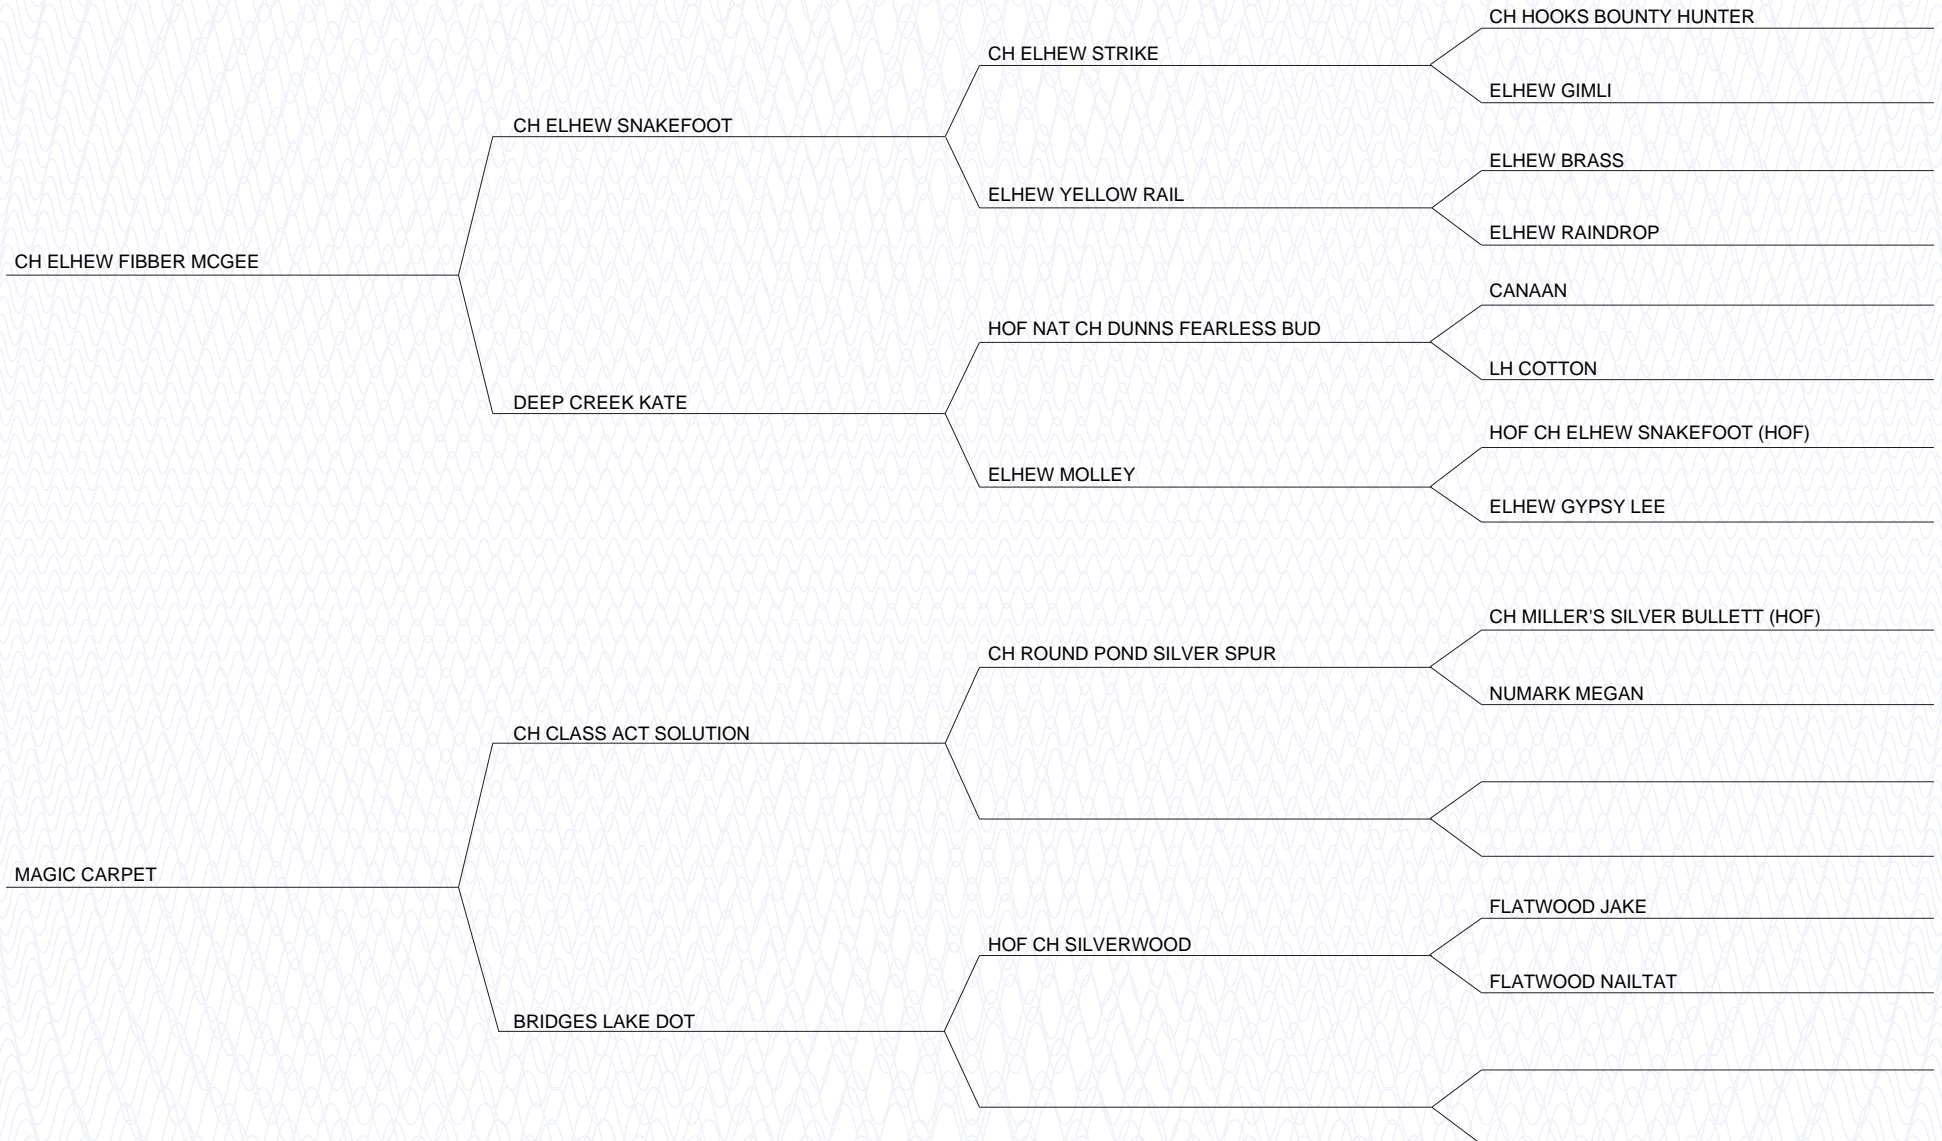 CH HOOKS BOUNTY HUNTER
CH ELHEW STRIKE
ELHEW GIMLI
CH ELHEW SNAKEFOOT
ELHEW BRASS
ELHEW YELLOW RAIL
ELHEW RAINDROP
CH ELHEW FIBBER MCGEE
CANAAN
HOF NAT CH DUNNS FEARLESS BUD
LH COTTON
DEEP CREEK KATE
HOF CH ELHEW SNAKEFOOT (HOF)
ELHEW MOLLEY
ELHEW GYPSY LEE
CH MILLER'S SILVER BULLETT (HOF)
CH ROUND POND SILVER SPUR
NUMARK MEGAN
CH CLASS ACT SOLUTION
MAGIC CARPET
FLATWOOD JAKE
HOF CH SILVERWOOD
FLATWOOD NAILTAT
BRIDGES LAKE DOT